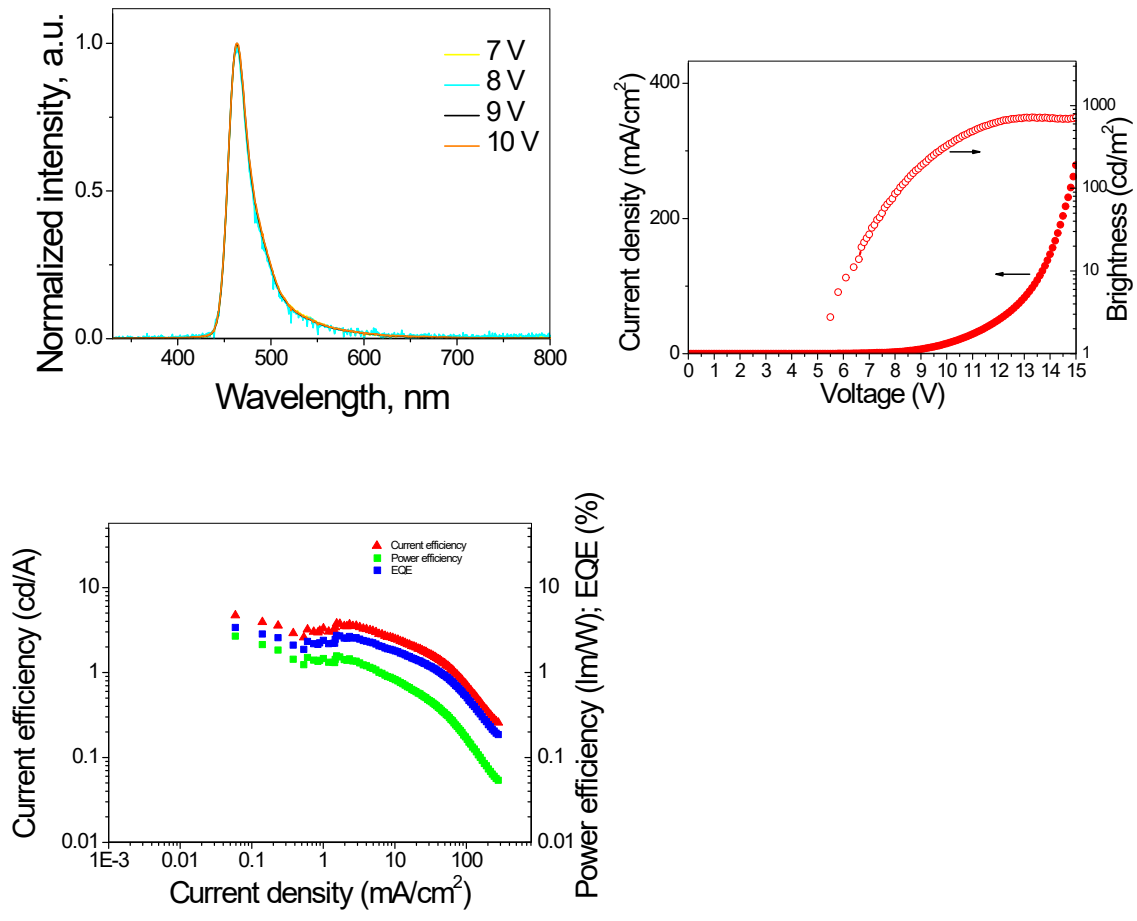 Normalized intensity, a.u.
1.0
0.5
0.0
400
500
600
700
800
Wavelength, nm
7 V
8 V
9 V
10 V
Current density (mA/cm²)
400
200
0
0 1 2 3 4 5 6 7 8 9 10 11 12 13 14 15
Voltage (V)
1000
100
10
1
Brightness (cd/m²)
Current efficiency (cd/A)
10
1
0.1
0.01
1E-3 0.01 0.1 1 10 100
Current density (mA/cm²)
Current efficiency
Power efficiency
EQE
10
1
0.1
0.01
Power efficiency (lm/W); EQE (%)